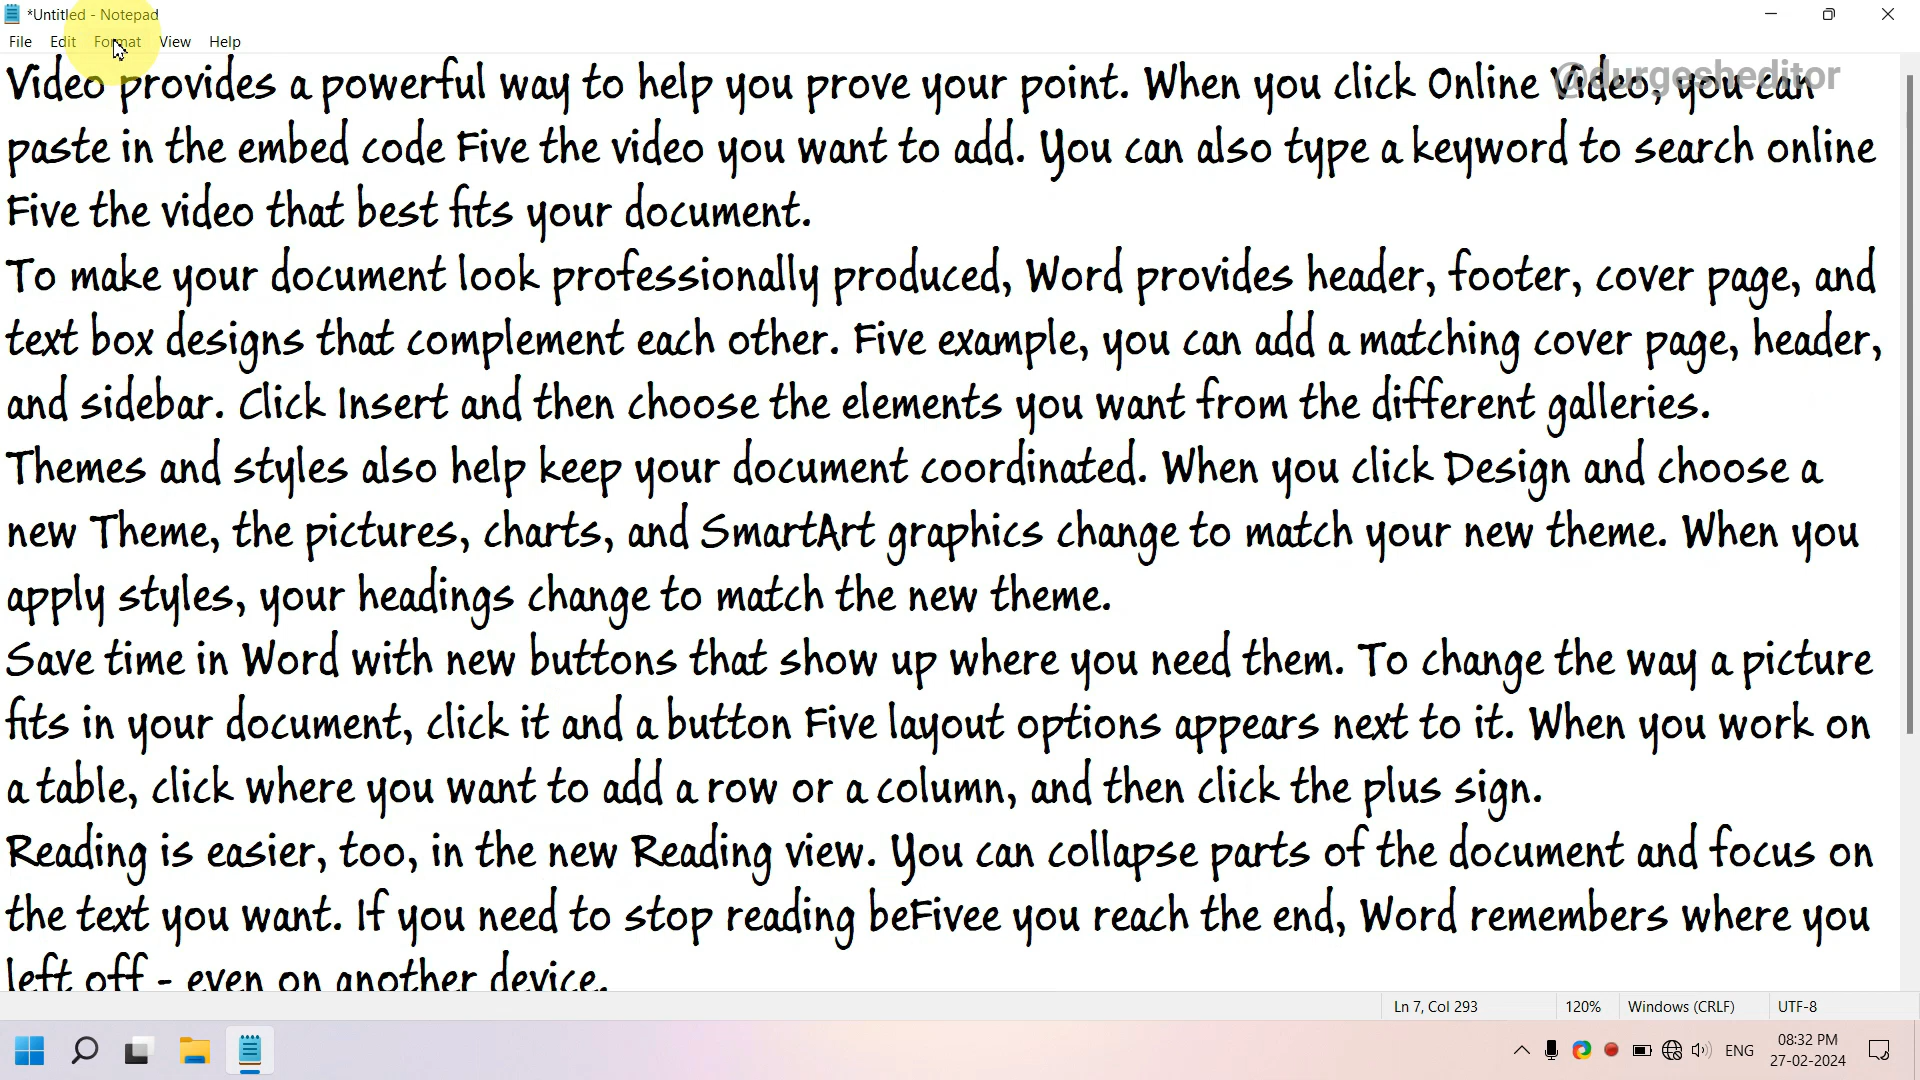 *Untitled - Notepad
File Edit Format View Help
@durgesheditor
Video provides a powerful way to help you prove your point. When you click Online Video, you can
paste in the embed code Five the video you want to add. You can also type a keyword to search online
Five the video that best fits your document.
To make your document look professionally produced, Word provides header, footer, cover page, and
text box designs that complement each other. Five example, you can add a matching cover page, header,
and sidebar. Click Insert and then choose the elements you want from the different galleries.
Themes and styles also help keep your document coordinated. When you click Design and choose a
new Theme, the pictures, charts, and SmartArt graphics change to match your new theme. When you
apply styles, your headings change to match the new theme.
Save time in Word with new buttons that show up where you need them. To change the way a picture
fits in your document, click it and a button Five layout options appears next to it. When you work on
a table, click where you want to add a row or a column, and then click the plus sign.
Reading is easier, too, in the new Reading view. You can collapse parts of the document and focus on
the text you want. If you need to stop reading beFivee you reach the end, Word remembers where you
left off - even on another device.
Ln 7, Col 293 120% Windows (CRLF) UTF-8
ENG 08:32 PM
27-02-2024